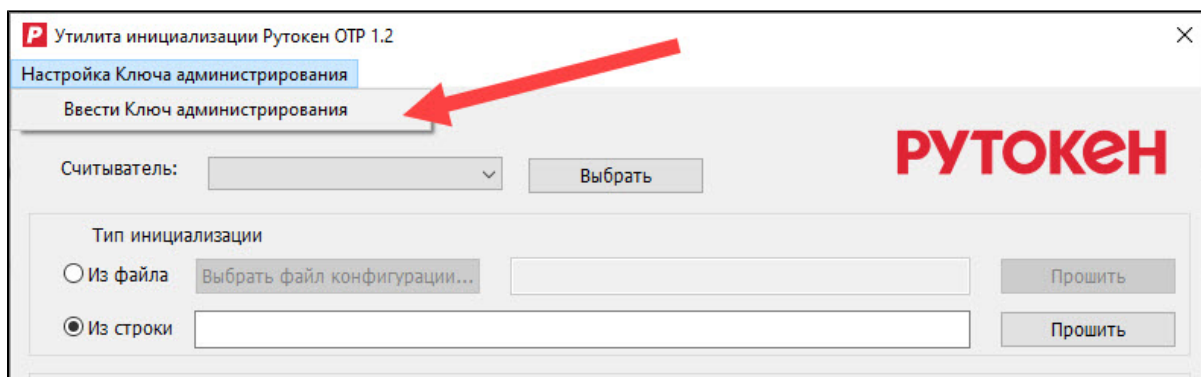 Утилита инициализации Рутокен OTP 1.2
Настройка Ключа администрирования
Ввести Ключ администрирования
РУТОКЕН
Считыватель:
Выбрать
Тип инициализации
Из файла Выбрать файл конфигурации... Прошить
Из строки Прошить